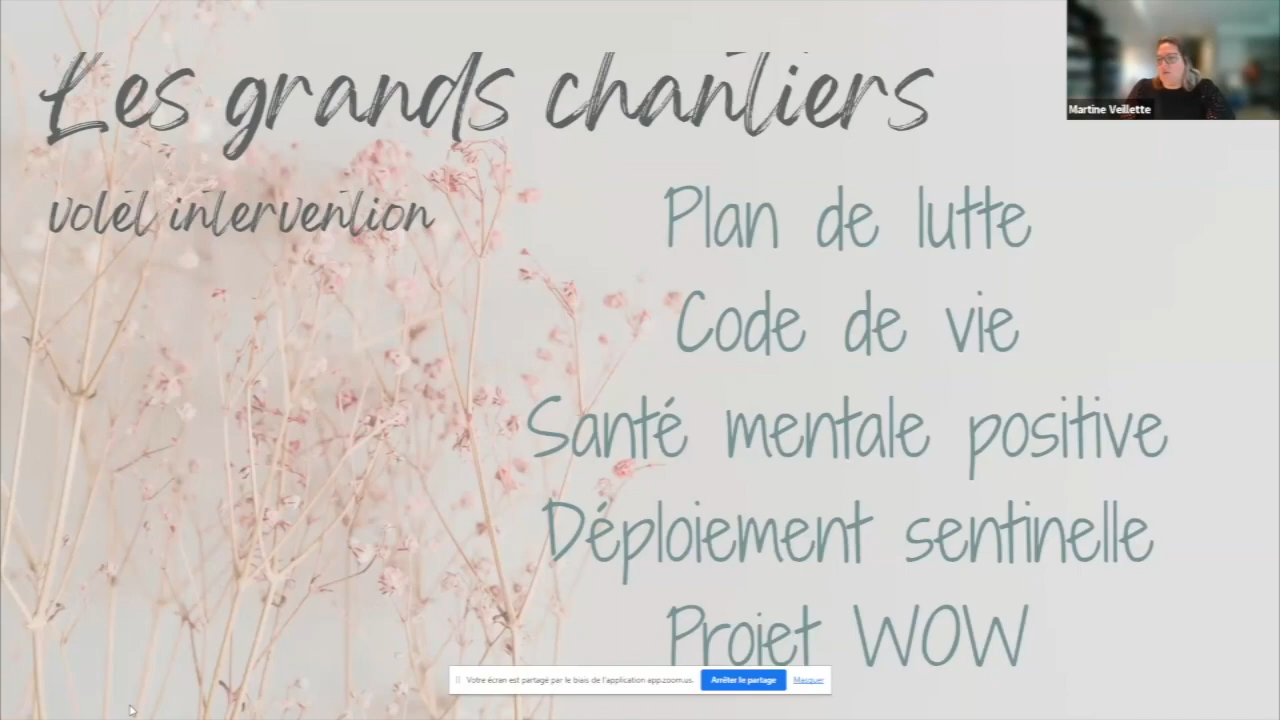 Les grands chantiers
Martine Veillette
volet intervention
Plan de lutte
Code de vie
Santé mentale positive
Déploiement sentinelle
Projet WOW
Votre écran est partagé par le biais de l'application app.zoom.us.
Arrêter le partage
Masquer